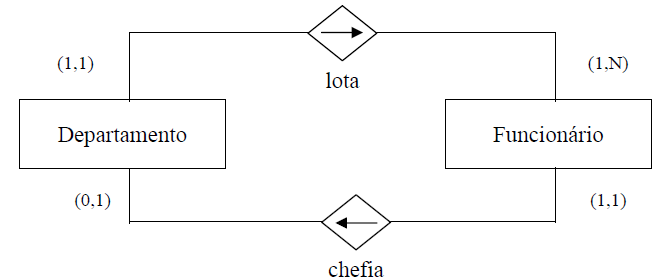 (1,1)
(1,N)
lota
Departamento
Funcionário
(0,1)
(1,1)
chefia